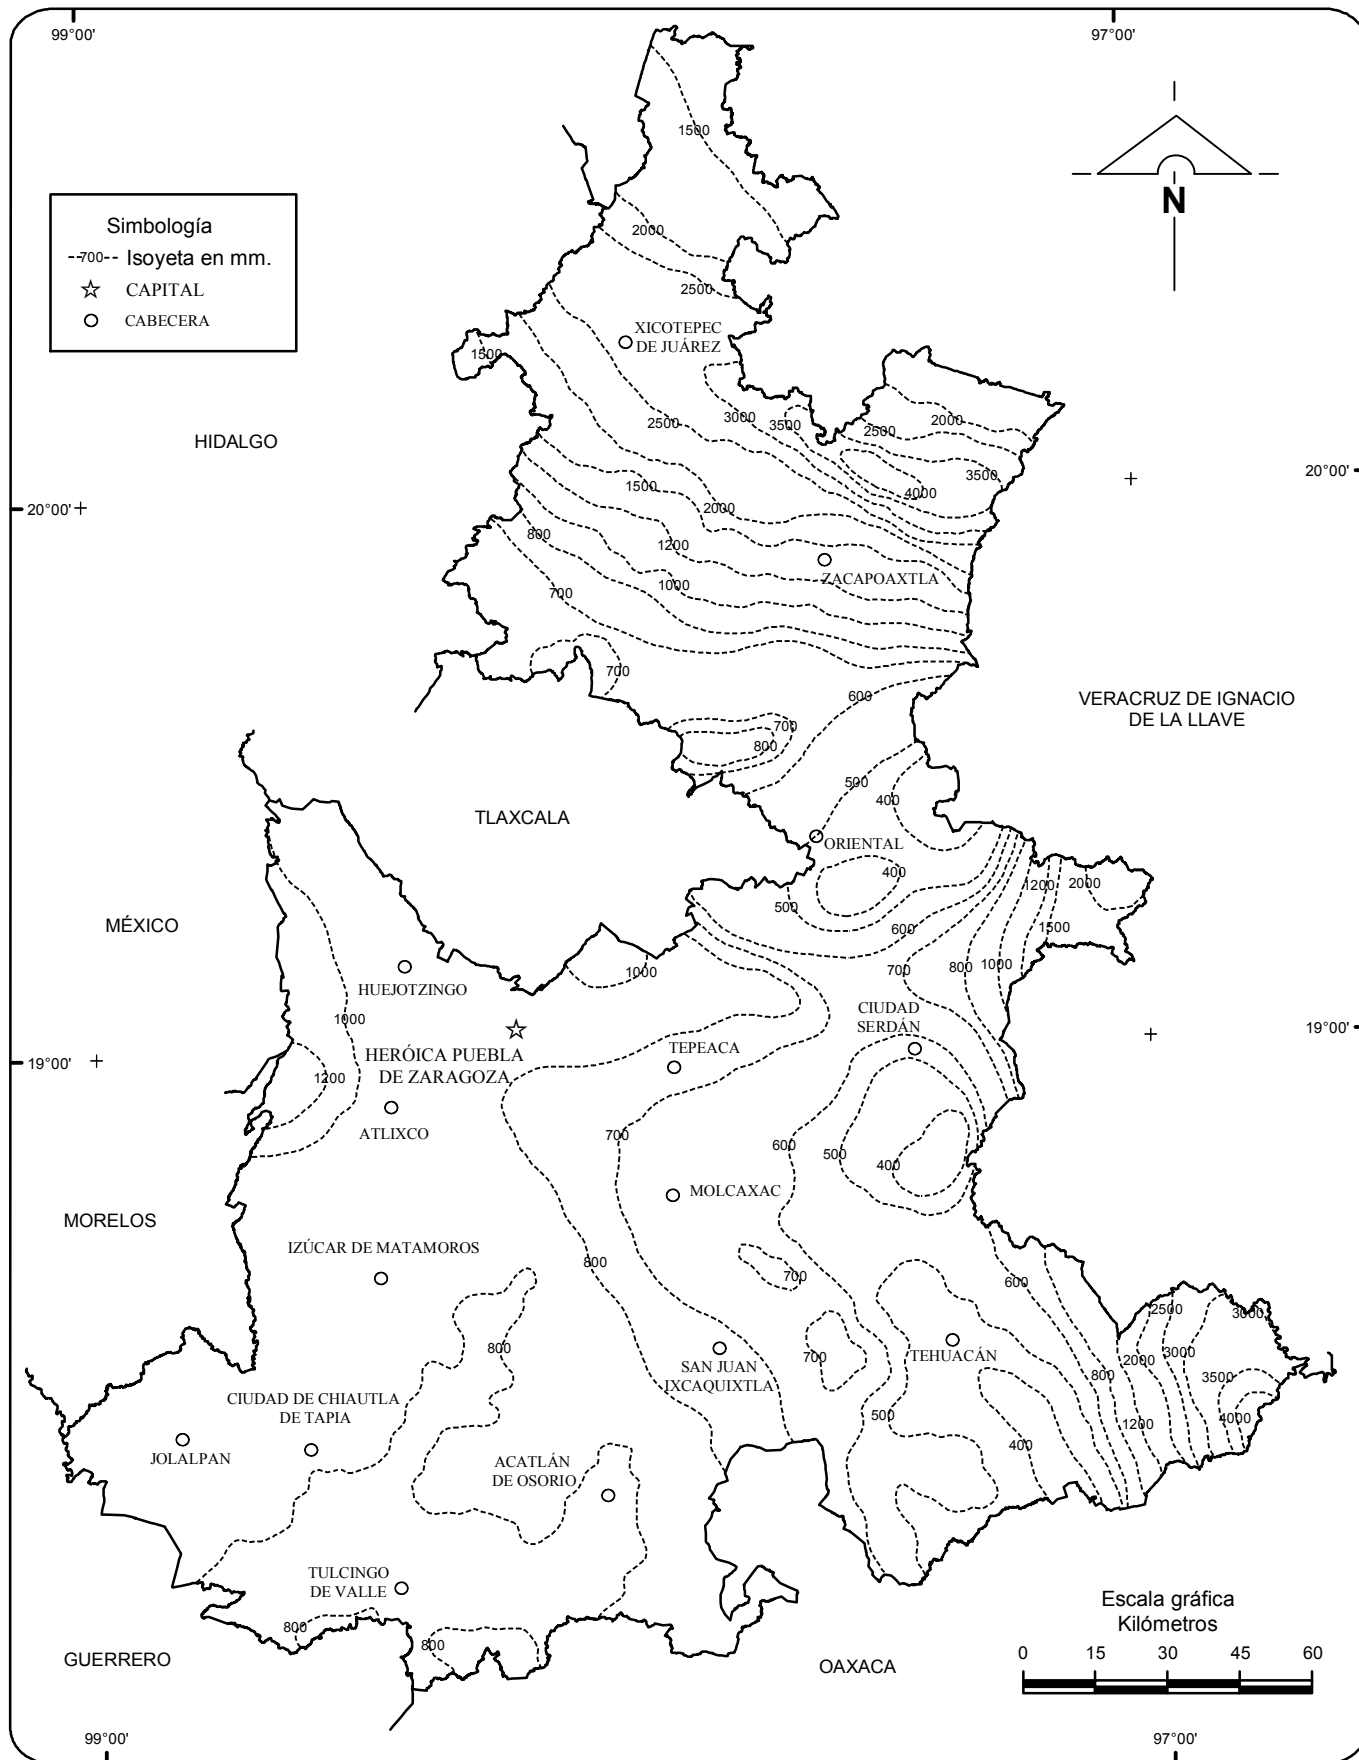 99°00'
97°00'
1500
Simbología
--700-- Isoyeta en mm.
CAPITAL
CABECERA
N
2000
2500
XICOTEPEC
DE JUÁREZ
1500
HIDALGO
2500
3000
3500
2500
2000
3500
4000
20°00'
20°00'
1500
2000
800
1200
1000
700
ZACAPOAXTLA
700
600
VERACRUZ DE IGNACIO
DE LA LLAVE
700
800
500
400
TLAXCALA
ORIENTAL
400
500
1200
2000
1500
MÉXICO
600
700
800
1000
1000
HUEJOTZINGO
1000
CIUDAD
SERDÁN
19°00'
19°00'
HERÓICA PUEBLA
DE ZARAGOZA
TEPEACA
1200
ATLIXCO
700
600
500
400
MOLCAXAC
MORELOS
IZÚCAR DE MATAMOROS
800
700
600
2500
3000
800
700
SAN JUAN
IXCAQUIXTLA
TEHUACÁN
2000
3000
800
3500
CIUDAD DE CHIAUTLA
DE TAPIA
500
400
1200
4000
JOLALPAN
ACATLÁN
DE OSORIO
TULCINGO
DE VALLE
800
800
GUERRERO
OAXACA
Escala gráfica
Kilómetros
0 15 30 45 60
99°00'
97°00'